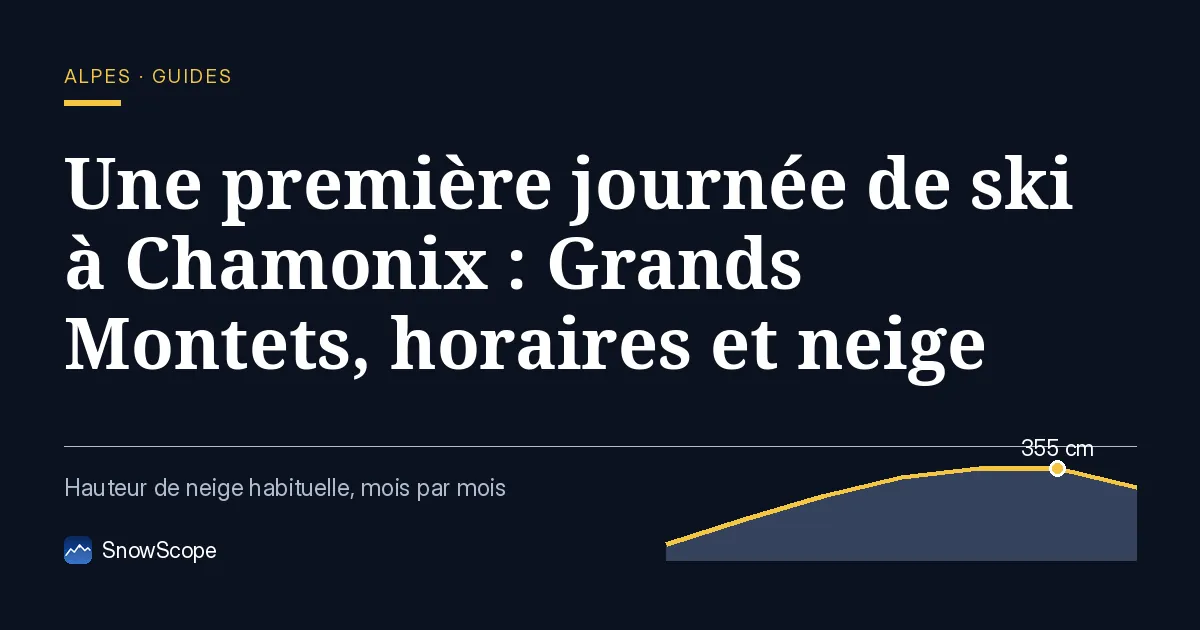 ALPES · GUIDES
Une première journée de ski
à Chamonix : Grands
Montets, horaires et neige
355 cm
Hauteur de neige habituelle, mois par mois
SnowScope